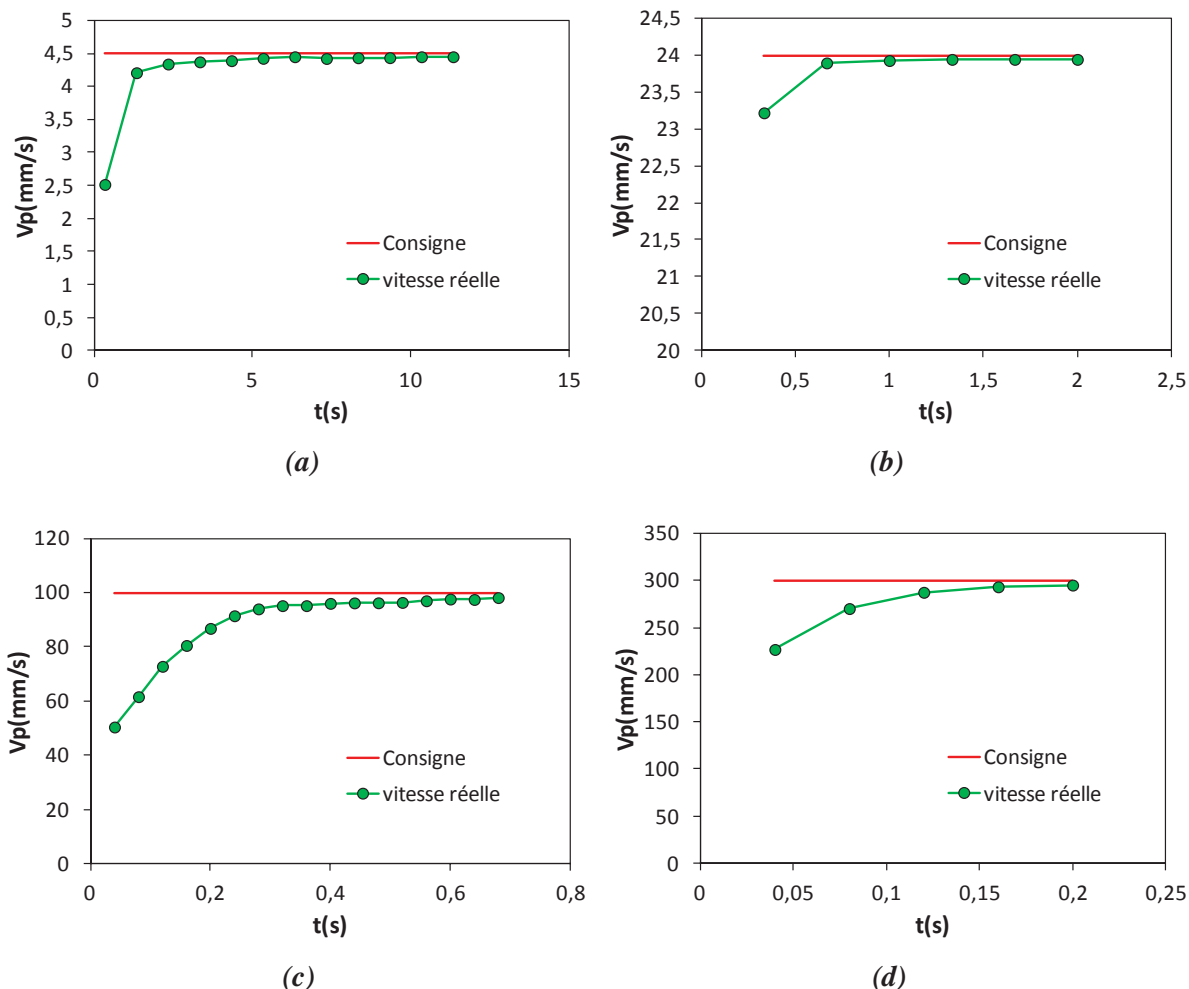 5
4,5
4
3,5
3
2,5
2
1,5
1
0,5
0
Vp(mm/s)
Consigne
vitesse réelle
0 5 10 15
t(s)
(a)
24,5
24
23,5
23
22,5
22
21,5
21
20,5
20
Vp(mm/s)
Consigne
vitesse réelle
0 0,5 1 1,5 2 2,5
t(s)
(b)
120
100
80
60
40
20
0
Vp(mm/s)
Consigne
vitesse réelle
0 0,2 0,4 0,6 0,8
t(s)
(c)
350
300
250
200
150
100
50
0
Vp(mm/s)
Consigne
vitesse réelle
0 0,05 0,1 0,15 0,2 0,25
t(s)
(d)